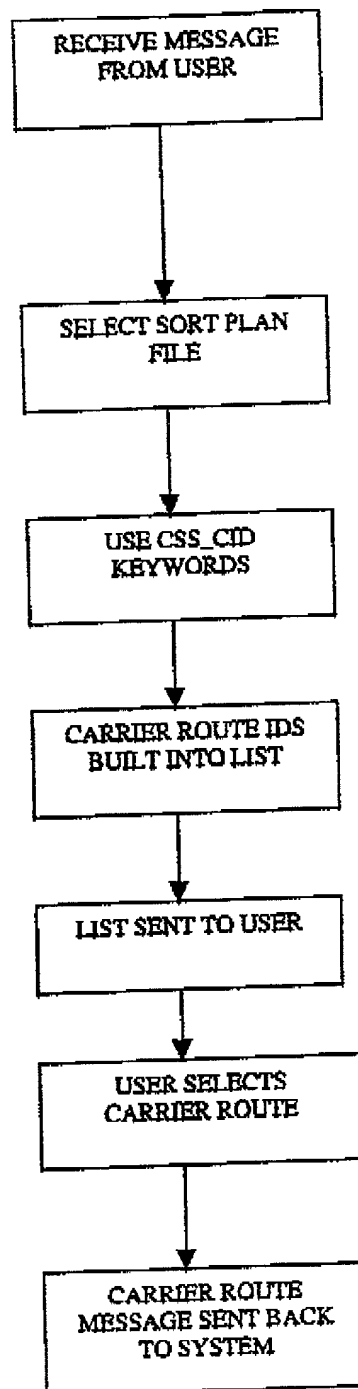 RECEIVE MESSAGE
FROM USER
SELECT SORT PLAN
FILE
USE CSS_CID
KEYWORDS
CARRIER ROUTE IDS
BUILT INTO LIST
LIST SENT TO USER
USER SELECTS
CARRIER ROUTE
CARRIER ROUTE
MESSAGE SENT BACK
TO SYSTEM